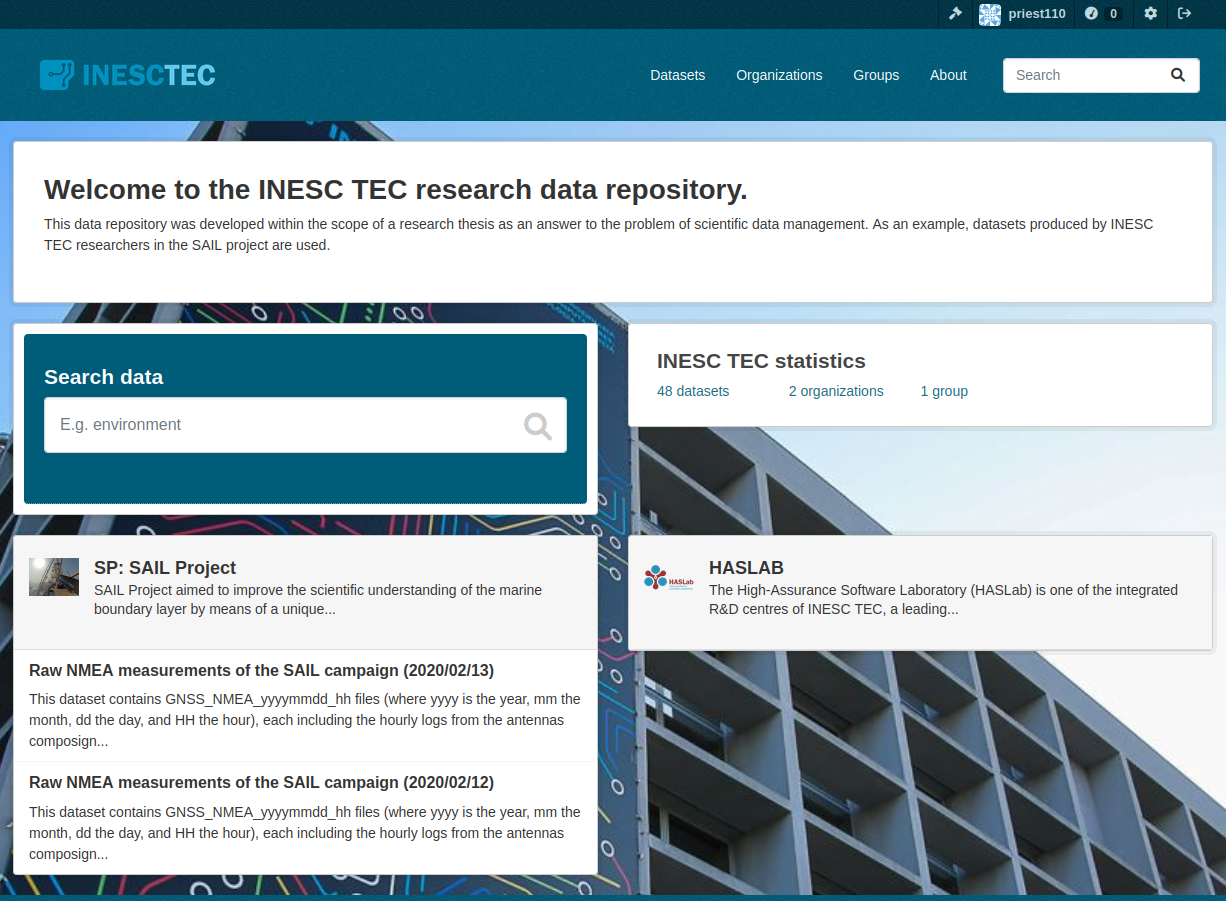 priest110
0
INESCTEC
Datasets
Organizations
Groups
About
Search
Welcome to the INESC TEC research data repository.
This data repository was developed within the scope of a research thesis as an answer to the problem of scientific data management. As an example, datasets produced by INESC
TEC researchers in the SAIL project are used.
Search data
E.g. environment
INESC TEC statistics
48 datasets
2 organizations
1 group
SP: SAIL Project
SAIL Project aimed to improve the scientific understanding of the marine
boundary layer by means of a unique...
Raw NMEA measurements of the SAIL campaign (2020/02/13)
This dataset contains GNSS_NMEA_yyyymmdd_hh files (where yyyy is the year, mm the
month, dd the day, and HH the hour), each including the hourly logs from the antennas
composign...
Raw NMEA measurements of the SAIL campaign (2020/02/12)
This dataset contains GNSS_NMEA_yyyymmdd_hh files (where yyyy is the year, mm the
month, dd the day, and HH the hour), each including the hourly logs from the antennas
composign...
HASLab
HASLAB
The High-Assurance Software Laboratory (HASLab) is one of the integrated
R&D centres of INESC TEC, a leading...